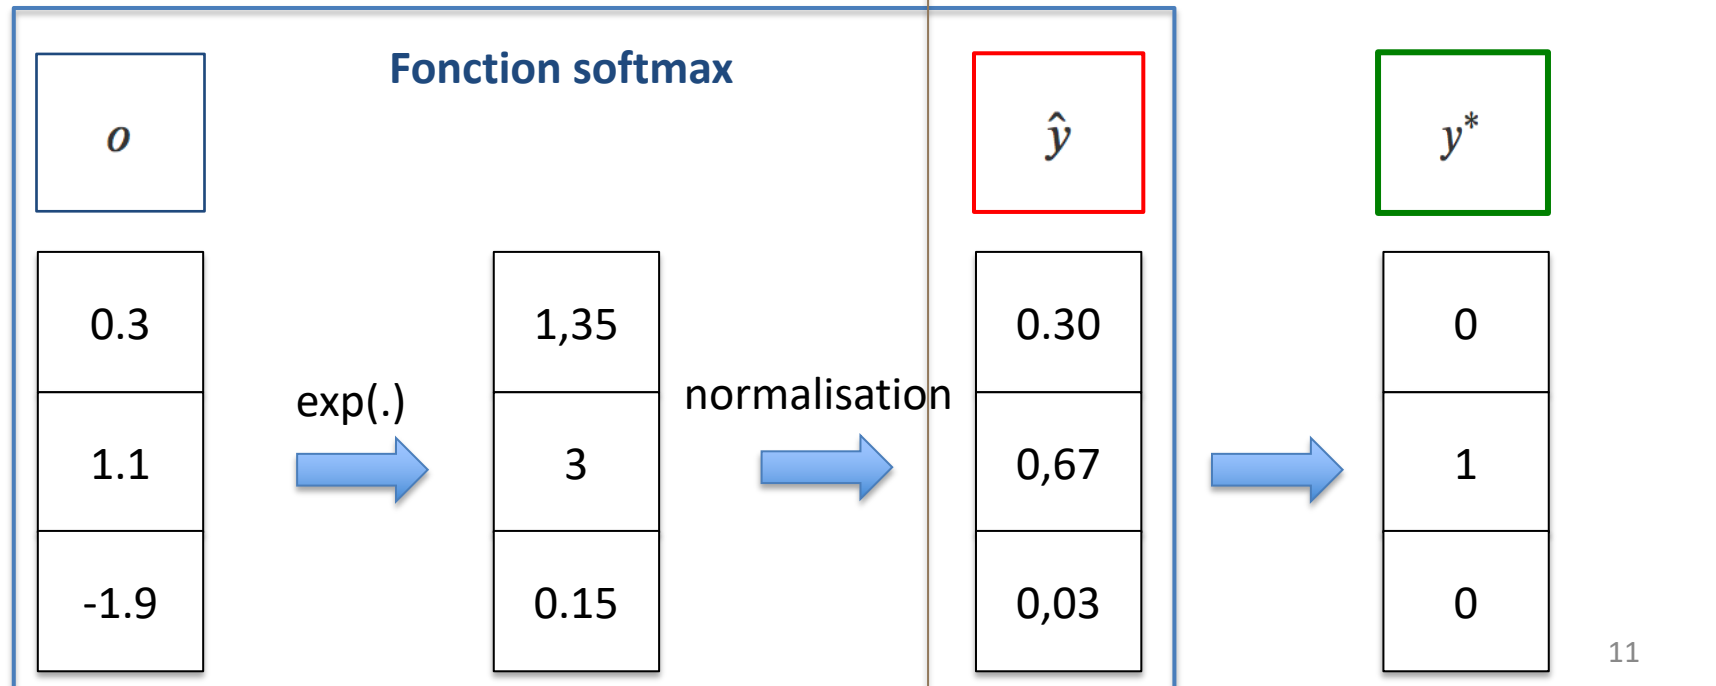 Fonction softmax
o
ŷ
y*
0.3
1,35
0.30
0
exp(.)
normalisation
1.1
3
0,67
1
-1.9
0.15
0,03
0
11